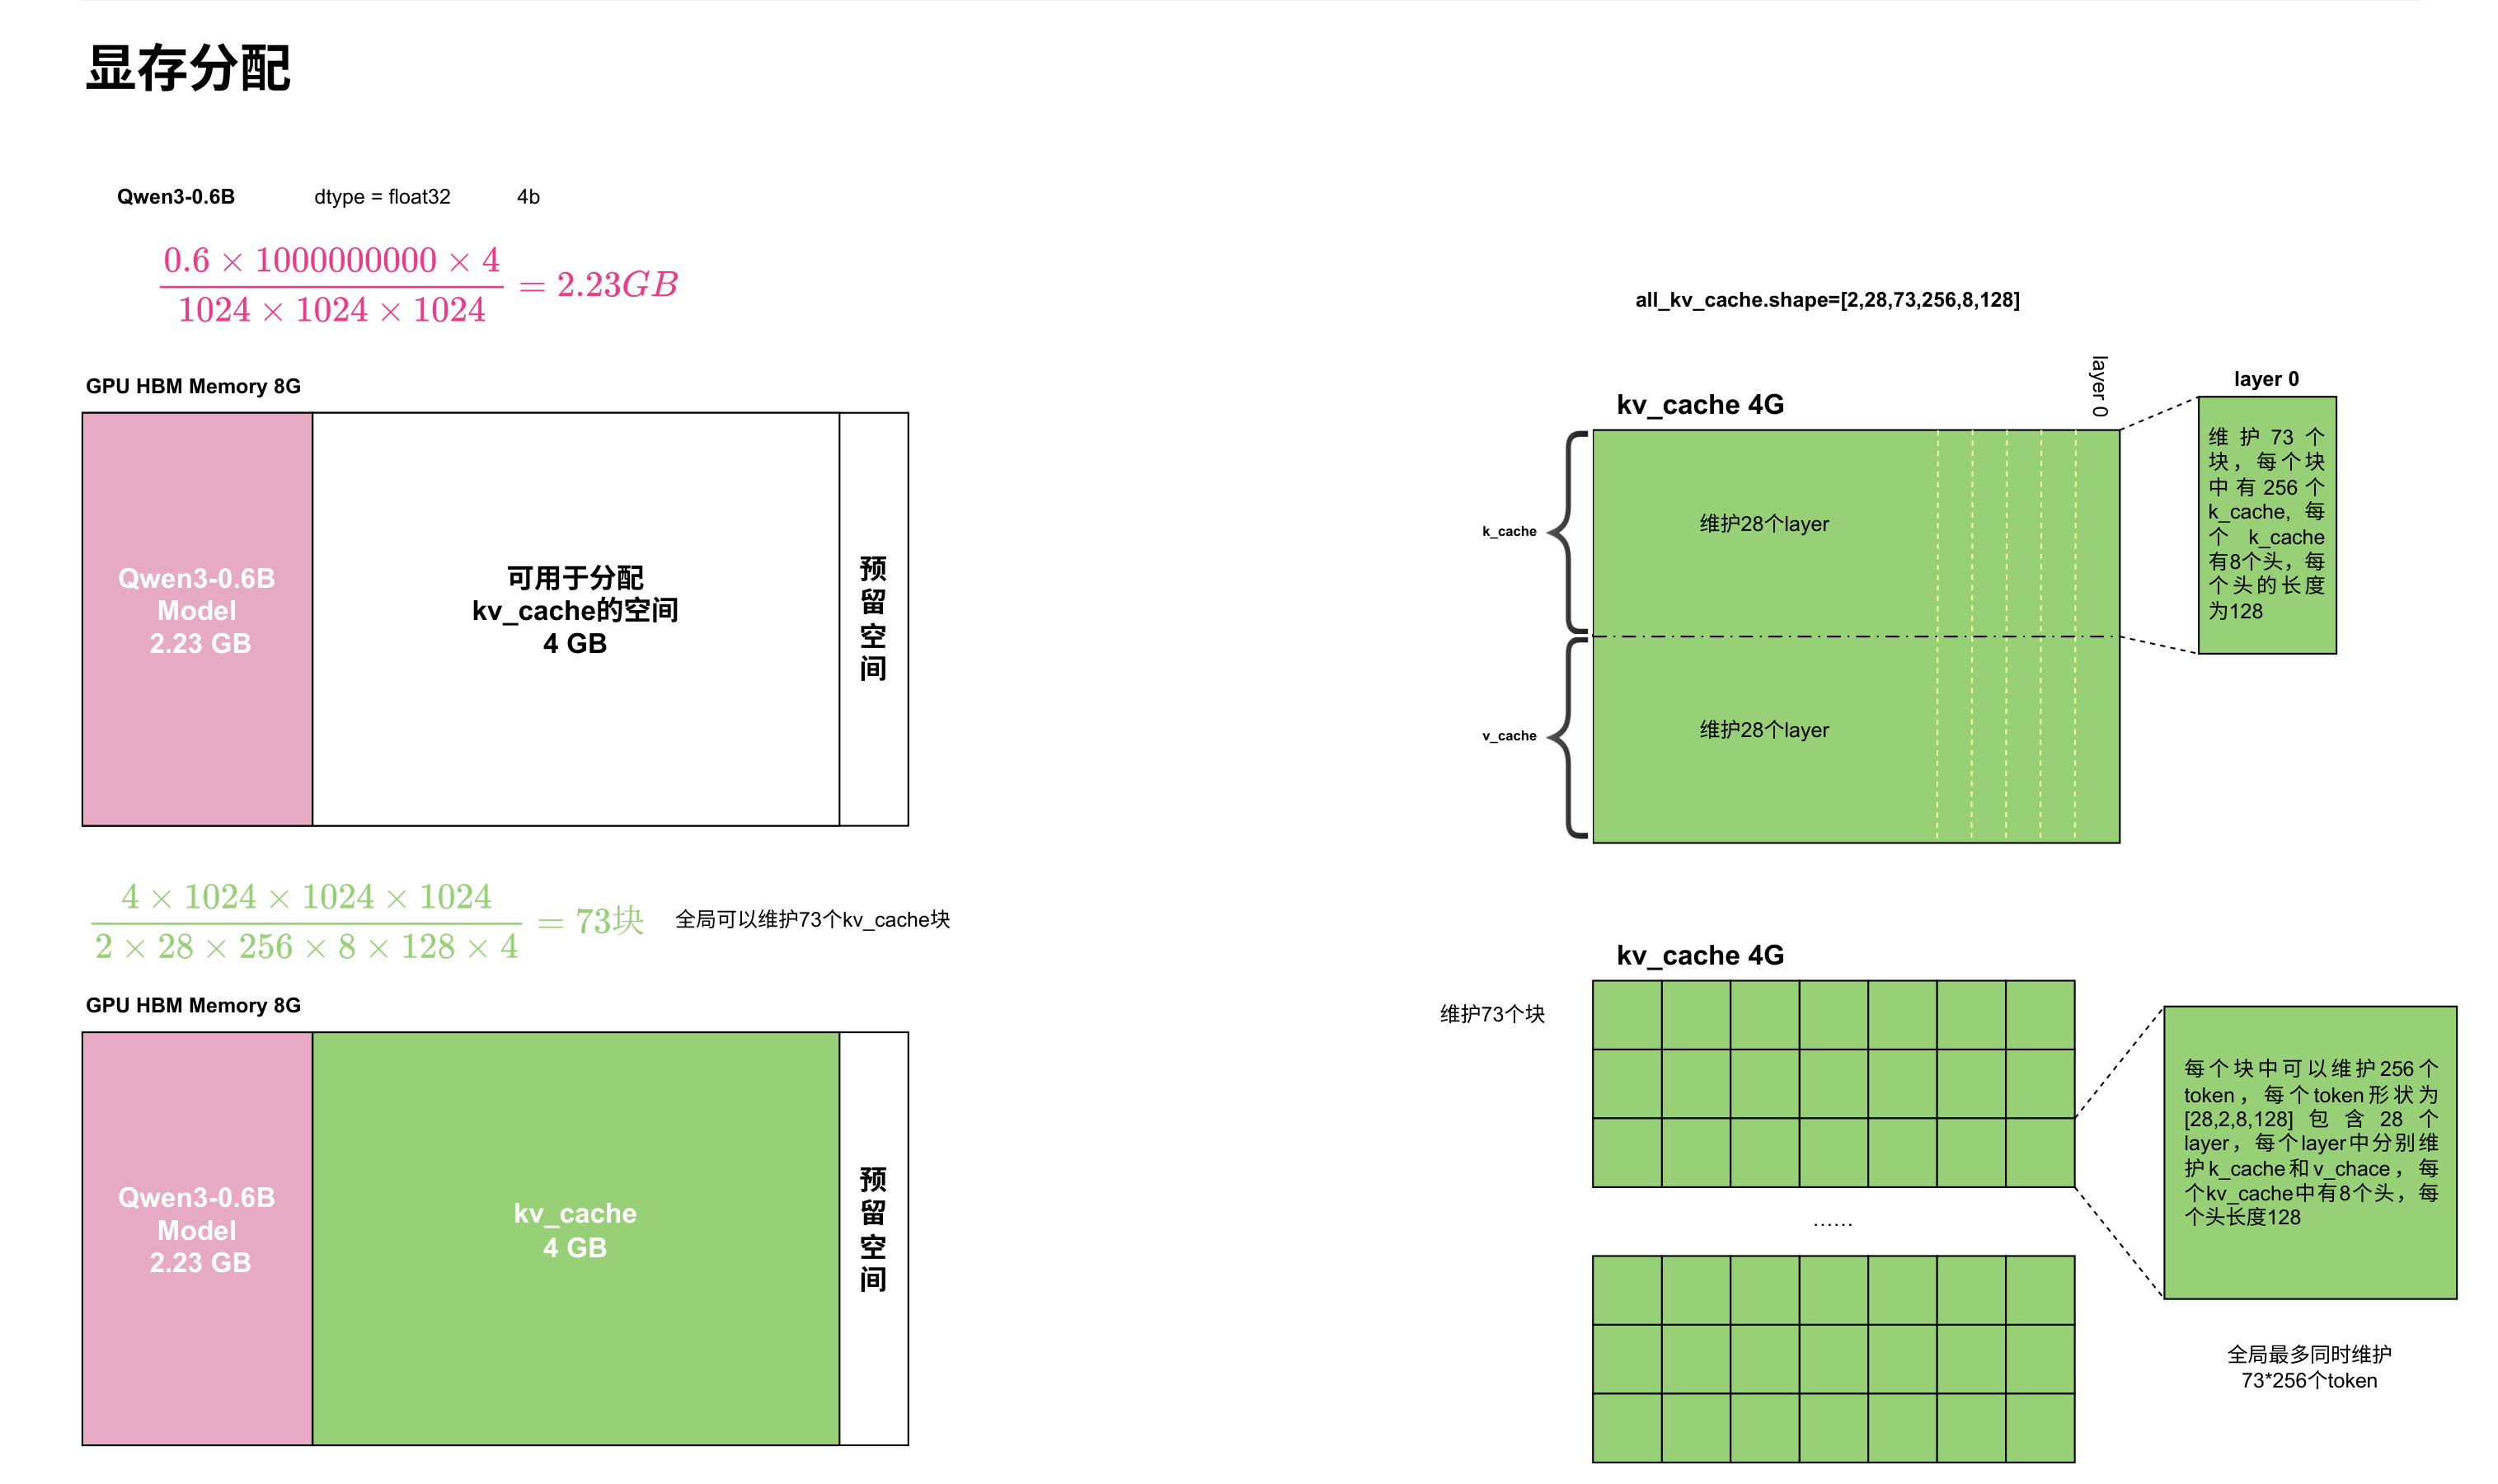 显存分配
Qwen3-0.6B dtype = float32 4b
0.6 × 1000000000 × 4
1024 × 1024 × 1024
= 2.23GB
GPU HBM Memory 8G
Qwen3-0.6B
Model
2.23 GB
可用于分配
kv_cache的空间
4 GB
预
留
空
间
4 × 1024 × 1024 × 1024
2 × 28 × 256 × 8 × 128 × 4
= 73块
全局可以维护73个kv_cache块
GPU HBM Memory 8G
Qwen3-0.6B
Model
2.23 GB
kv_cache
4 GB
预
留
空
间
all_kv_cache.shape=[2,28,73,256,8,128]
kv_cache 4G
layer 0
k_cache
维护28个layer
v_cache
维护28个layer
layer 0
维护73个
块，每个块
中有256个
k_cache, 每
个 k_cache
有8个头，每
个头的长度
为128
kv_cache 4G
维护73个块
......
每个块中可以维护256个
token，每个token形状为
[28,2,8,128] 包含28个
layer，每个layer中分别维
护k_cache和v_chace，每
个kv_cache中有8个头，每
个头长度128
全局最多同时维护
73*256个token